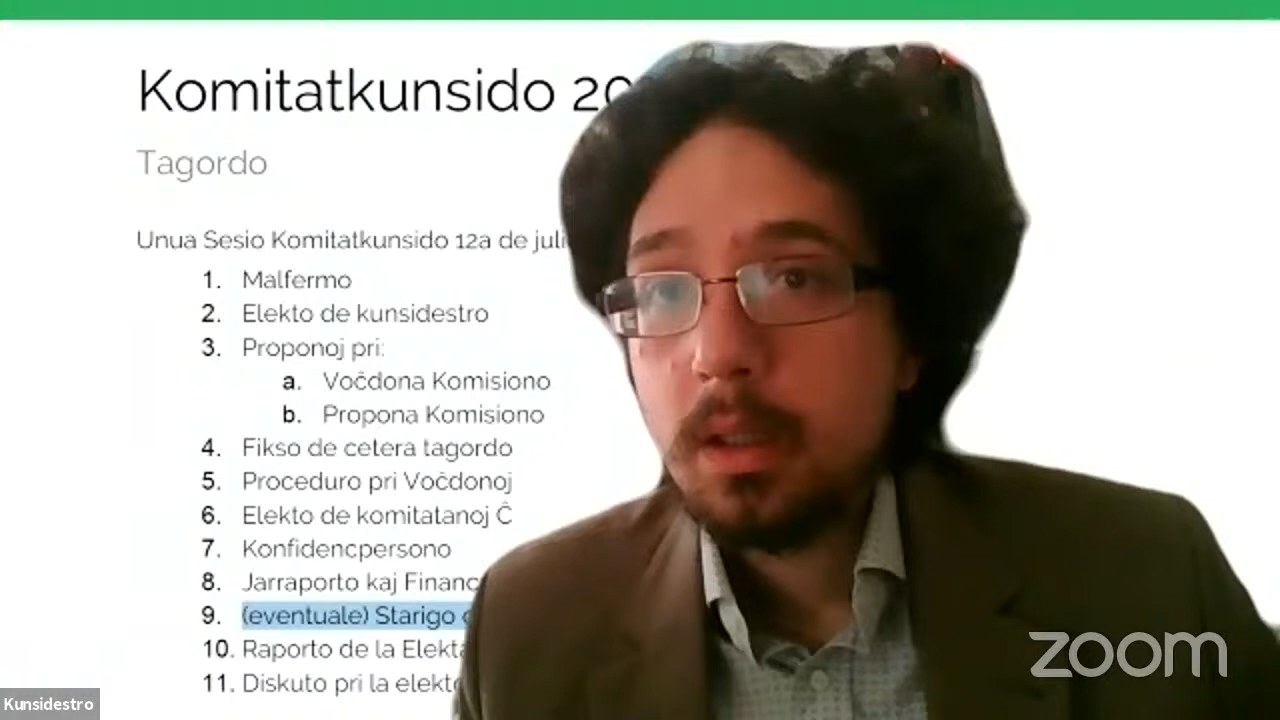 Komitatkunsido 20
Tagordo
Unua Sesio Komitatkunsido 12a de juli
1. Malfermo
2. Elekto de kunsidestro
3. Proponoj pri:
a. Voĉdona Komisiono
b. Propona Komisiono
4. Fikso de cetera tagordo
5. Proceduro pri Voĉdonoj
6. Elekto de komitatanoj Ĉ
7. Konfidencpersono
8. Jarraporto kaj Financ
9. (eventuale) Starigo
10. Raporto de la Elekta
11. Diskuto pri la elekto
zoom
Kunsidestro